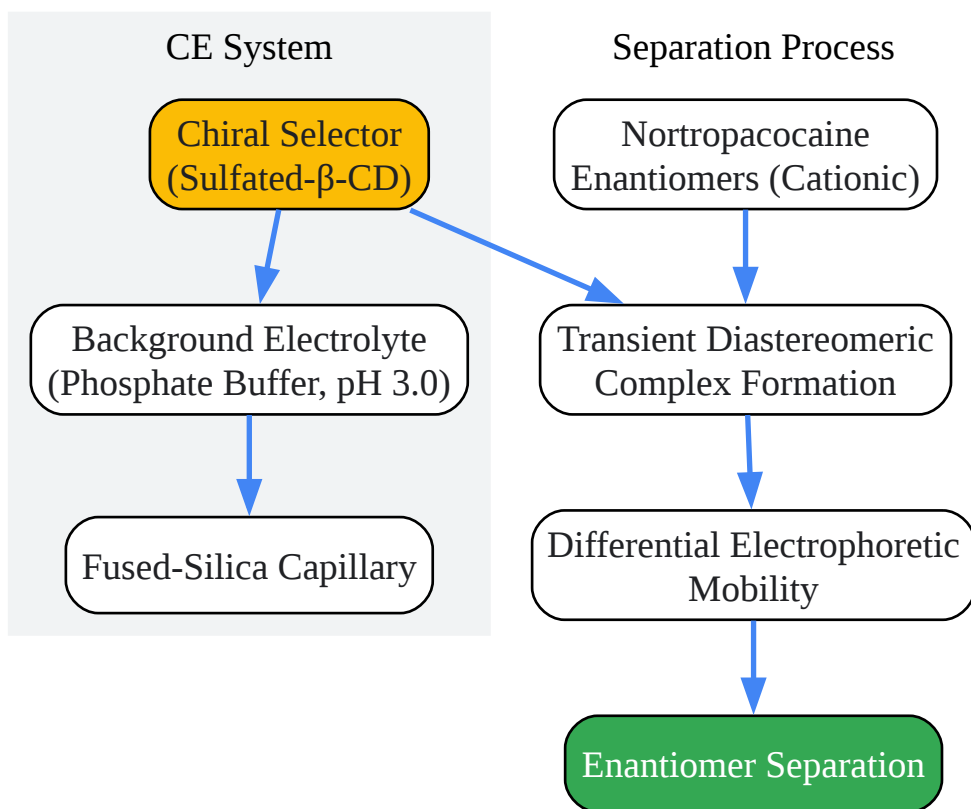 CE System
Chiral Selector
(Sulfated-β-CD)
Background Electrolyte
(Phosphate Buffer, pH 3.0)
Fused-Silica Capillary
Separation Process
Nortropacocaine
Enantiomers (Cationic)
Transient Diastereomeric
Complex Formation
Differential Electrophoretic
Mobility
Enantiomer Separation